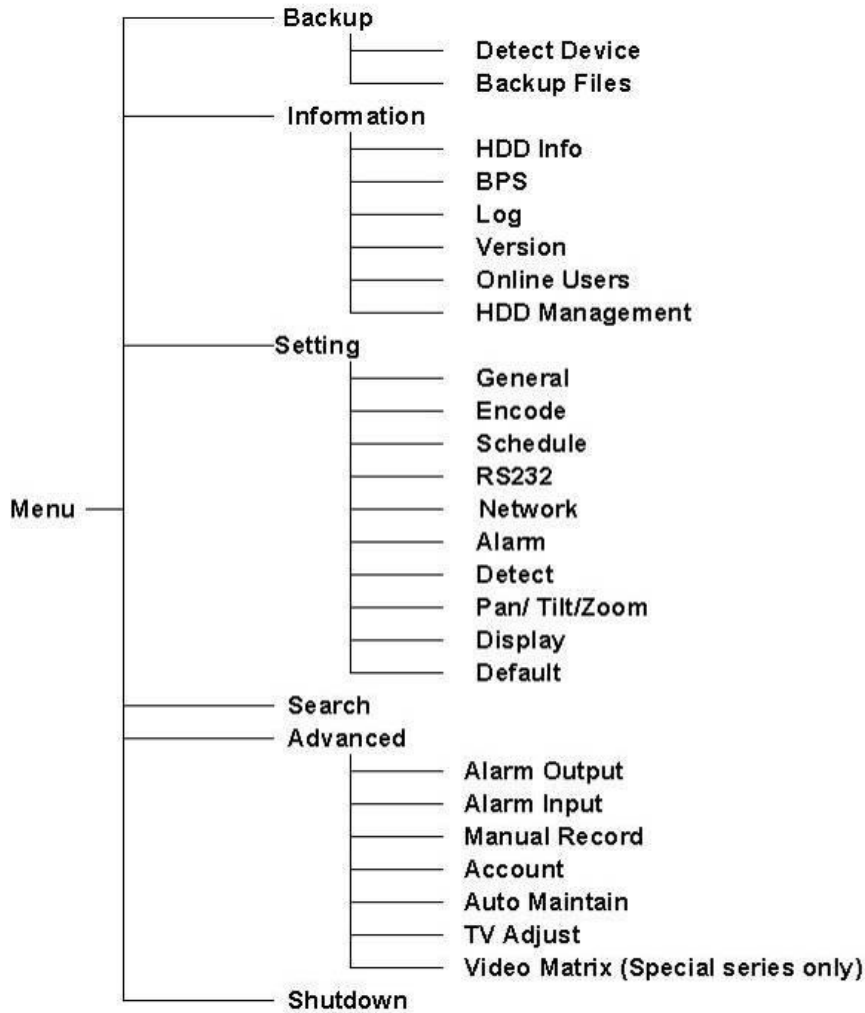 Backup
Detect Device
Backup Files
Information
HDD Info
BPS
Log
Version
Online Users
HDD Management
Setting
General
Encode
Schedule
RS232
Menu
Network
Alarm
Detect
Pan/ Tilt/Zoom
Display
Default
Search
Advanced
Alarm Output
Alarm Input
Manual Record
Account
Auto Maintain
TV Adjust
Video Matrix (Special series only)
Shutdown